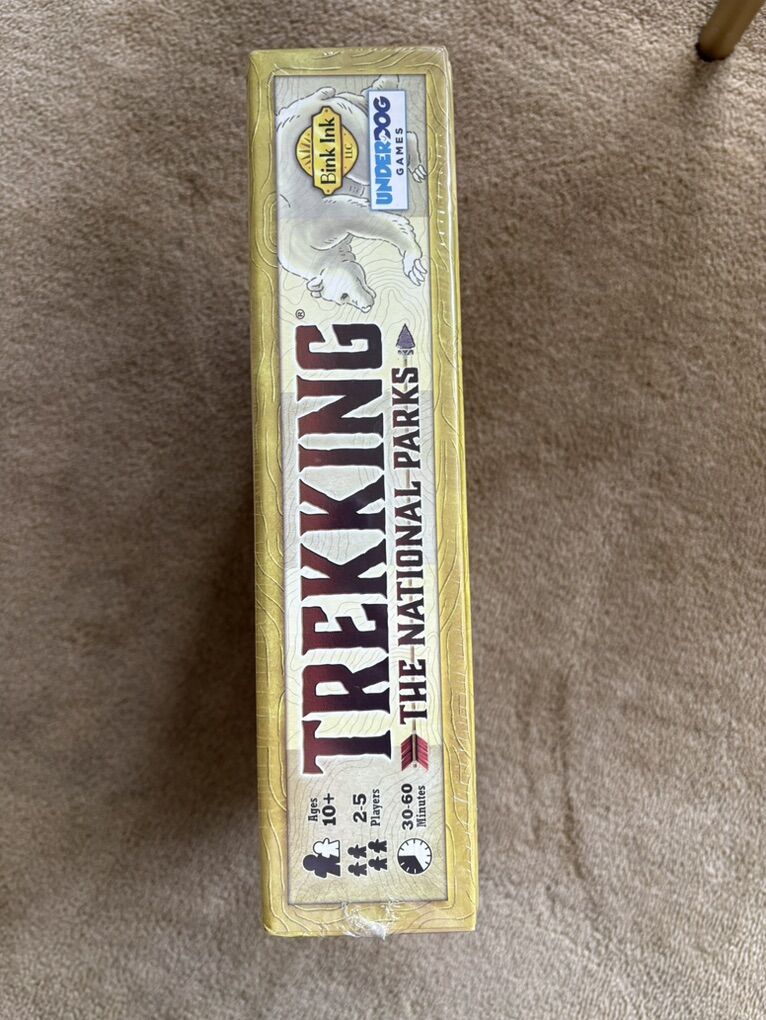 Ages
10+
2-5
Players
30-60
Minutes
TREKKING®
THE NATIONAL PARKS
Bink Ink
LLC
UNDERDOG
GAMES